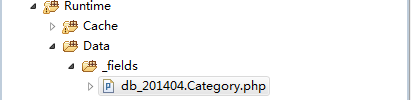 Runtime
Cache
Data
_fields
db_201404.Category.php